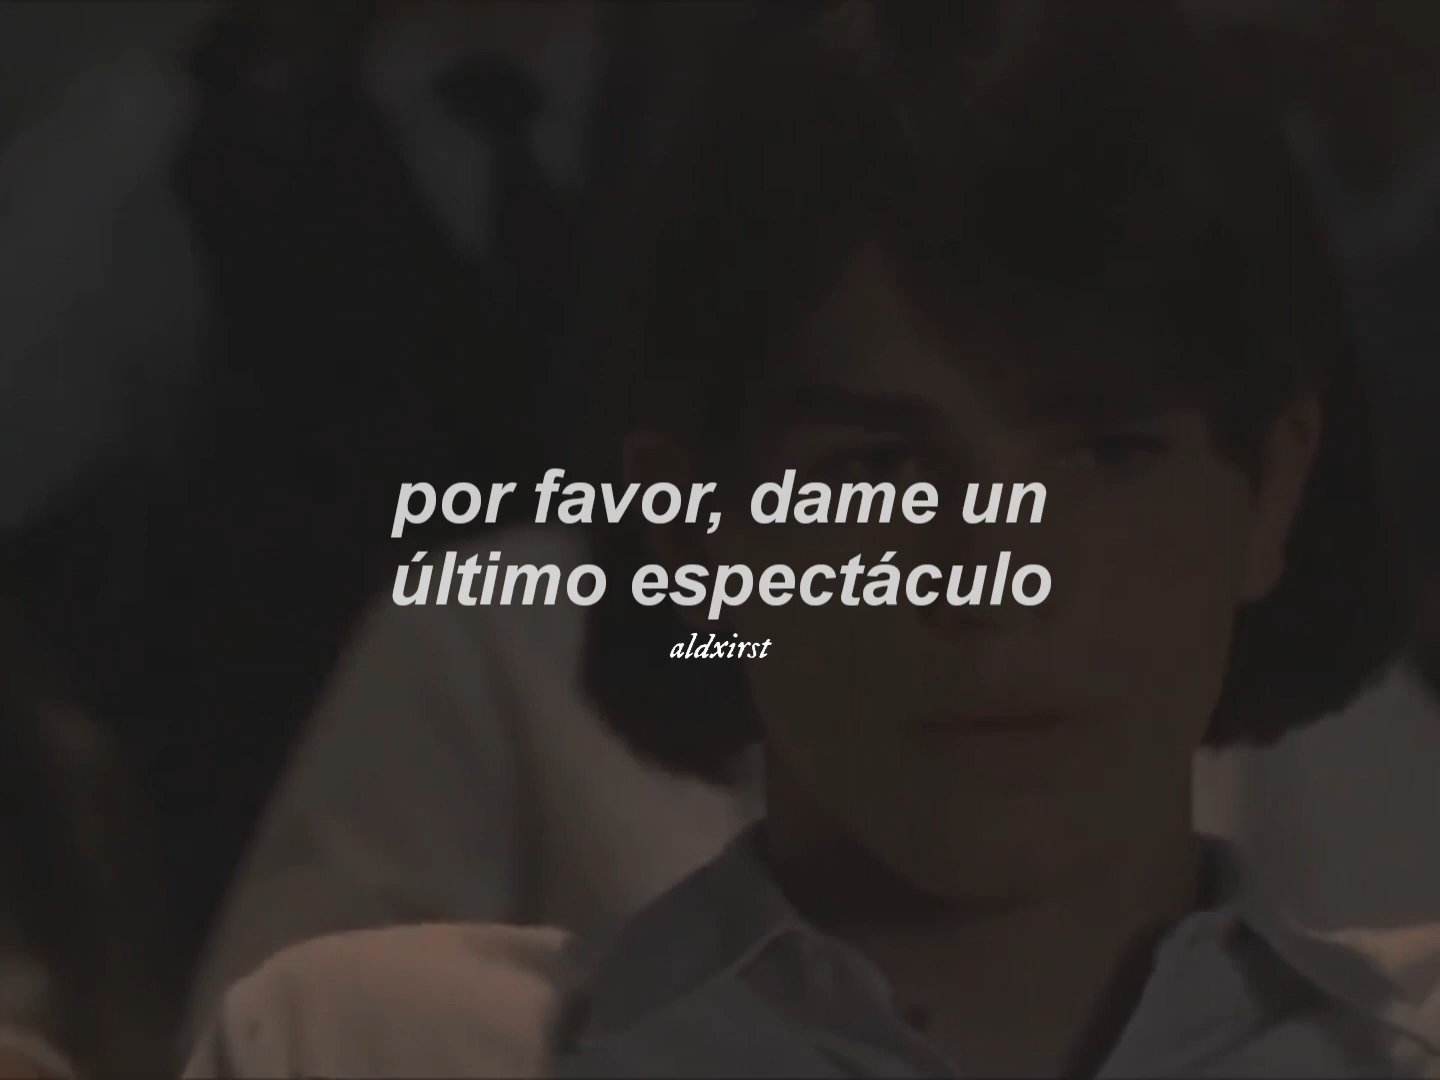 por favor, dame un
último espectáculo
aldxirst